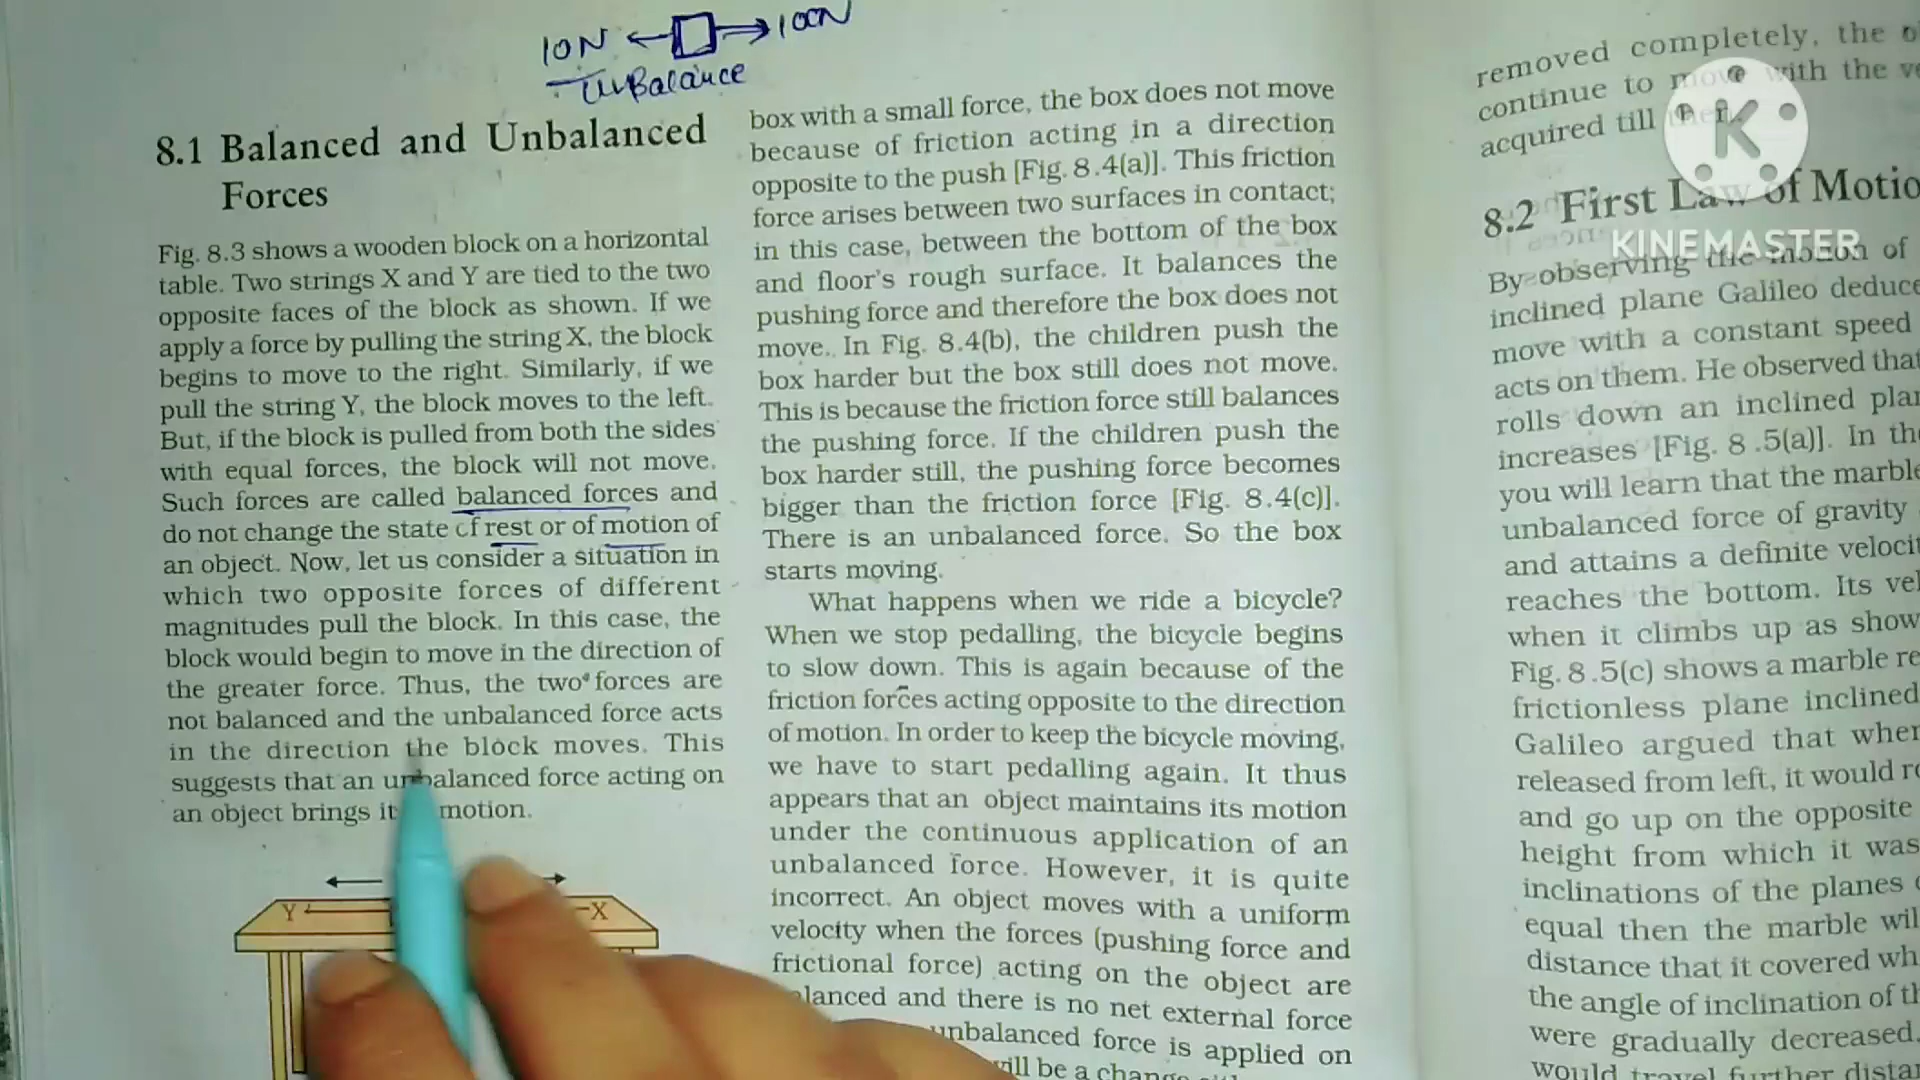 10N 100N
UnBalance
8.1 Balanced and Unbalanced
Forces
Fig. 8.3 shows a wooden block on a horizontal
table. Two strings X and Y are tied to the two
opposite faces of the block as shown. If we
apply a force by pulling the string X, the block
begins to move to the right. Similarly, if we
pull the string Y, the block moves to the left.
But, if the block is pulled from both the sides
with equal forces, the block will not move.
Such forces are called balanced forces and
do not change the state of rest or of motion of
an object. Now, let us consider a situation in
which two opposite forces of different
magnitudes pull the block. In this case, the
block would begin to move in the direction of
the greater force. Thus, the two forces are
not balanced and the unbalanced force acts
in the direction the block moves. This
suggests that an unbalanced force acting on
an object brings it motion.
Y X
box with a small force, the box does not move
because of friction acting in a direction
opposite to the push [Fig. 8.4(a)]. This friction
force arises between two surfaces in contact;
in this case, between the bottom of the box
and floor's rough surface. It balances the
pushing force and therefore the box does not
move. In Fig. 8.4(b), the children push the
box harder but the box still does not move.
This is because the friction force still balances
the pushing force. If the children push the
box harder still, the pushing force becomes
bigger than the friction force [Fig. 8.4(c)].
There is an unbalanced force. So the box
starts moving.
What happens when we ride a bicycle?
When we stop pedalling, the bicycle begins
to slow down. This is again because of the
friction forces acting opposite to the direction
of motion. In order to keep the bicycle moving,
we have to start pedalling again. It thus
appears that an object maintains its motion
under the continuous application of an
unbalanced force. However, it is quite
incorrect. An object moves with a uniform
velocity when the forces (pushing force and
frictional force) acting on the object are
balanced and there is no net external force
unbalanced force is applied on
will be a change
removed completely, the
continue to move with the
acquired till then.
8.2 First Law of Motio
By observing the motion of
inclined plane Galileo deduce
move with a constant speed
acts on them. He observed that
rolls down an inclined plan
increases [Fig. 8.5(a)]. In the
you will learn that the marble
unbalanced force of gravity
and attains a definite velocit
reaches the bottom. Its vel
when it climbs up as show
Fig. 8.5(c) shows a marble re
frictionless plane inclined
Galileo argued that when
released from left, it would ro
and go up on the opposite
height from which it was
inclinations of the planes
equal then the marble will
distance that it covered wh
the angle of inclination of th
were gradually decreased.
would travel further distan
K
KINEMASTER